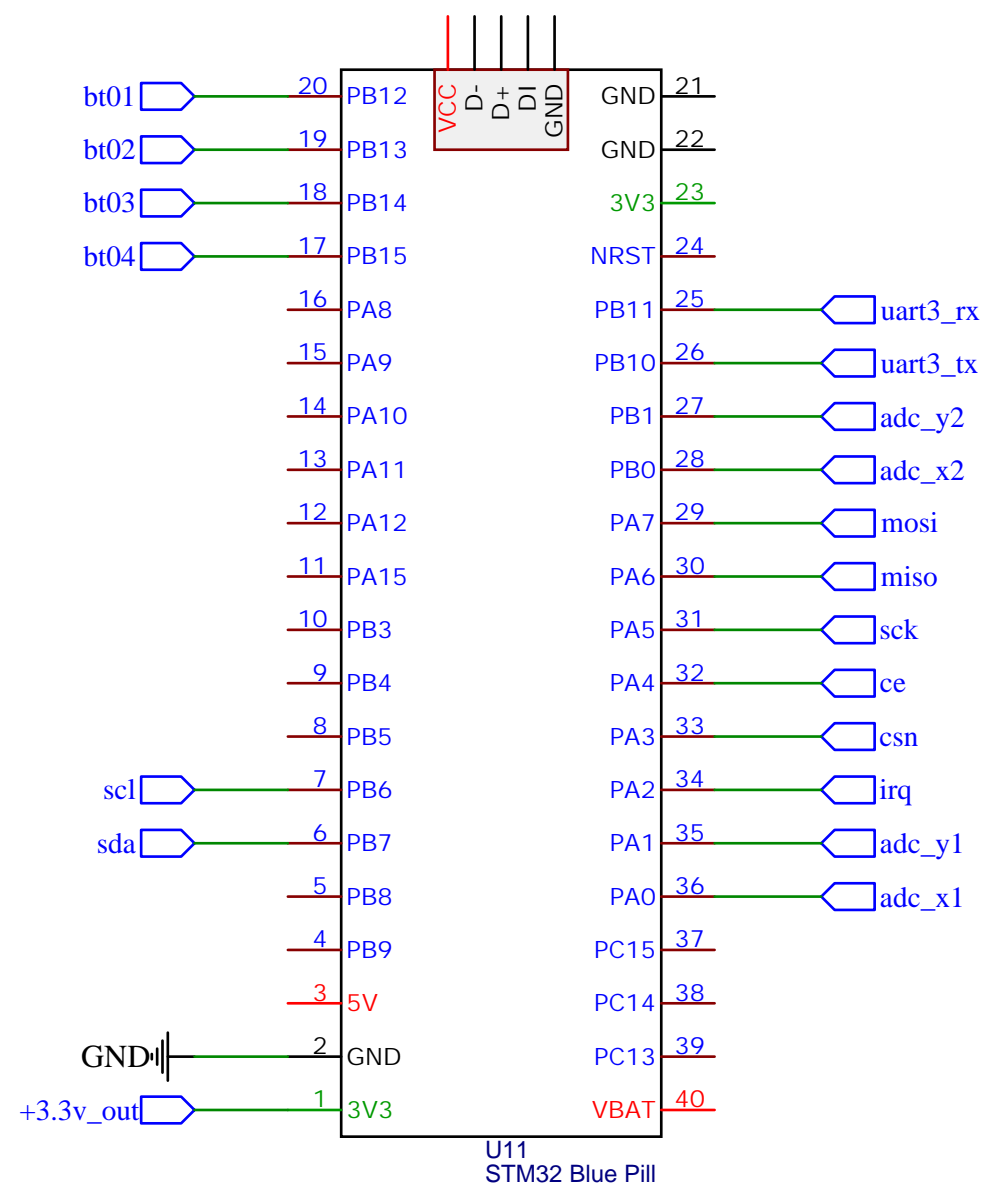 VCC D- D+ DI GND
bt01 20 PB12 GND 21
bt02 19 PB13 GND 22
bt03 18 PB14 3V3 23
bt04 17 PB15 NRST 24
16 PA8 PB11 25 uart3_rx
15 PA9 PB10 26 uart3_tx
14 PA10 PB1 27 adc_y2
13 PA11 PB0 28 adc_x2
12 PA12 PA7 29 mosi
11 PA15 PA6 30 miso
10 PB3 PA5 31 sck
9 PB4 PA4 32 ce
8 PB5 PA3 33 csn
scl 7 PB6 PA2 34 irq
sda 6 PB7 PA1 35 adc_y1
5 PB8 PA0 36 adc_x1
4 PB9 PC15 37
3 5V PC14 38
GND 2 GND PC13 39
+3.3v_out 1 3V3 VBAT 40
U11
STM32 Blue Pill